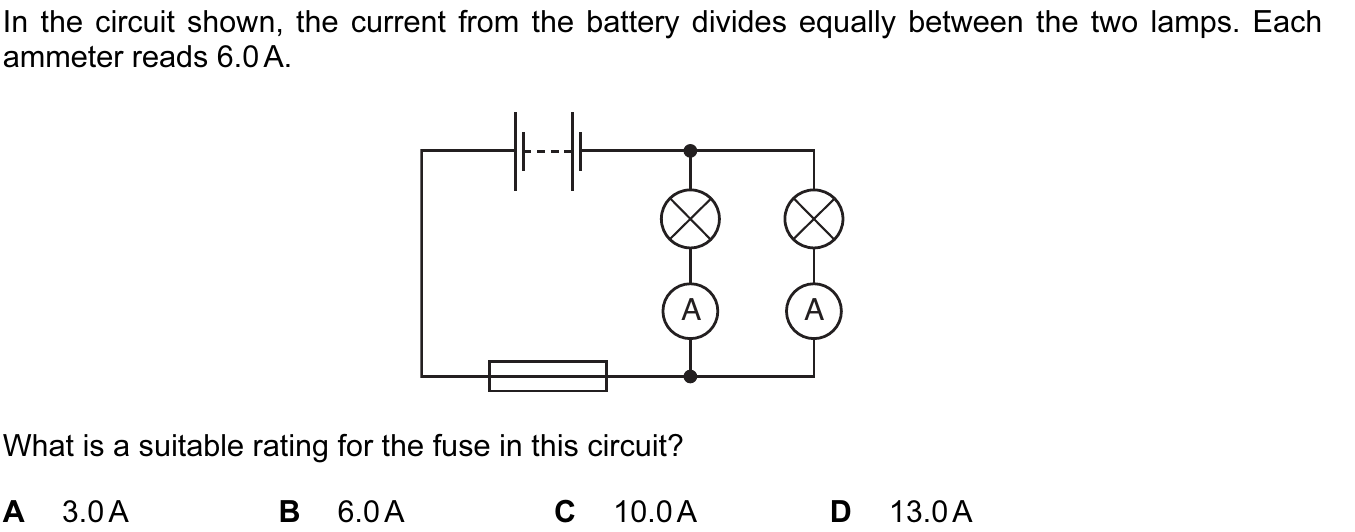 In the circuit shown, the current from the battery divides equally between the two lamps. Each
ammeter reads 6.0 A.
A A
What is a suitable rating for the fuse in this circuit?
A 3.0 A B 6.0 A C 10.0 A D 13.0 A